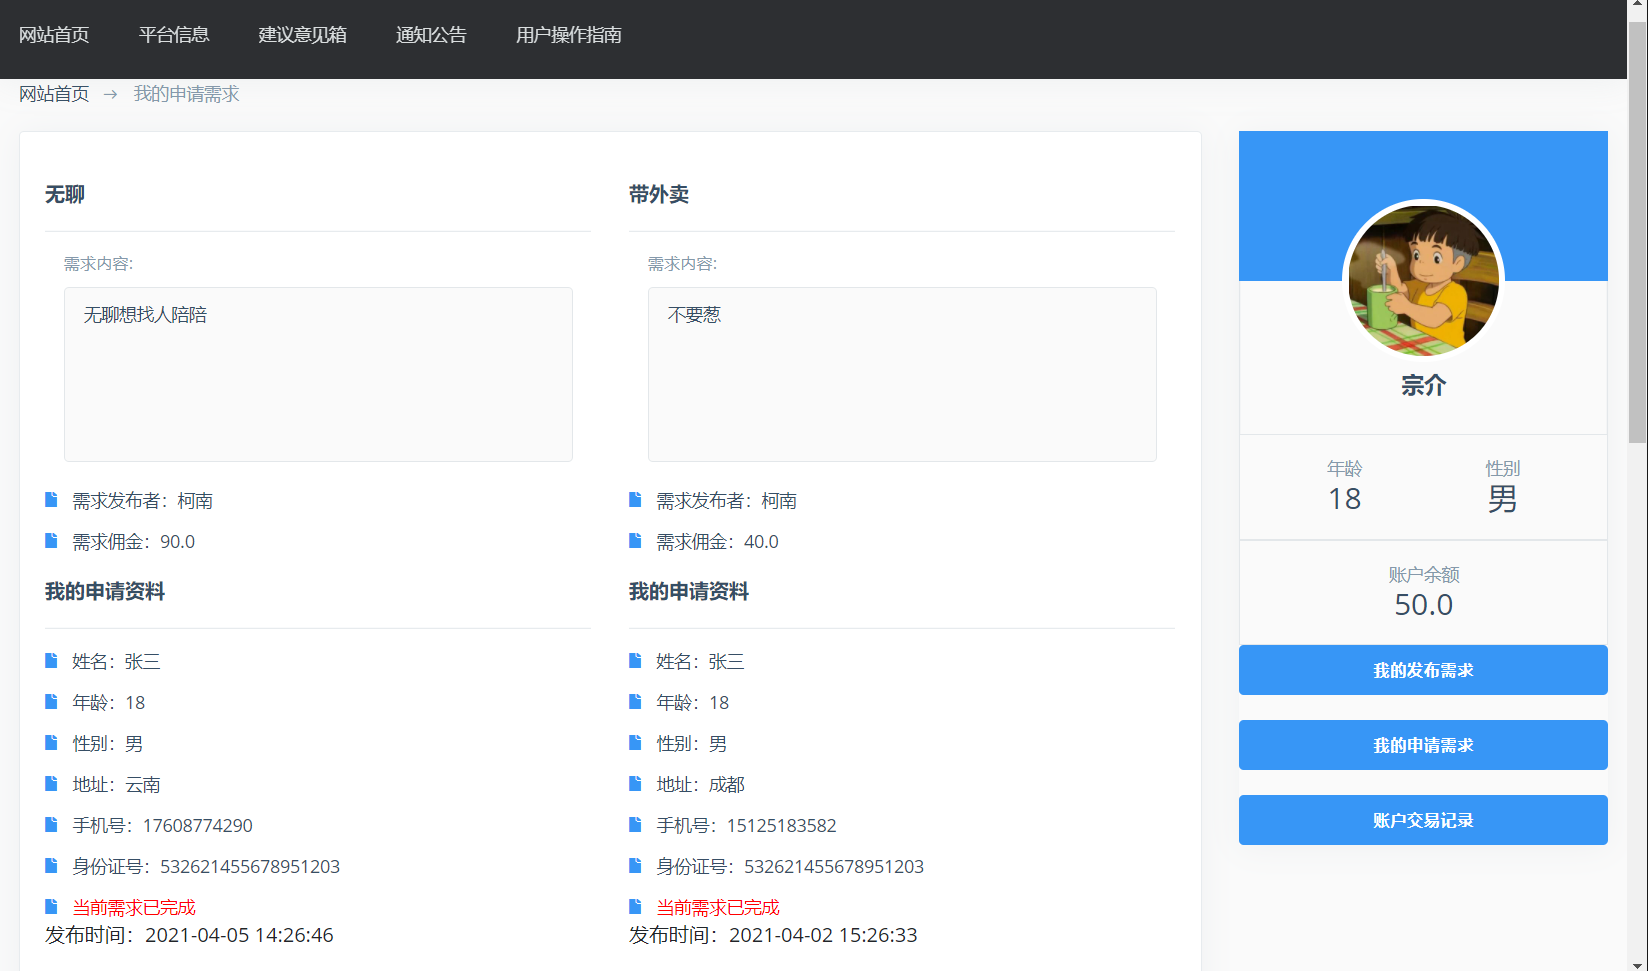 网站首页 平台信息 建议意见箱 通知公告 用户操作指南
网站首页 → 我的申请需求
无聊
需求内容:
无聊想找人陪陪
需求发布者：柯南
需求佣金：90.0
我的申请资料
姓名：张三
年龄：18
性别：男
地址：云南
手机号：17608774290
身份证号：532621455678951203
当前需求已完成
发布时间：2021-04-05 14:26:46
带外卖
需求内容:
不要葱
需求发布者：柯南
需求佣金：40.0
我的申请资料
姓名：张三
年龄：18
性别：男
地址：成都
手机号：15125183582
身份证号：532621455678951203
当前需求已完成
发布时间：2021-04-02 15:26:33
宗介
年龄 性别
18 男
账户余额
50.0
我的发布需求
我的申请需求
账户交易记录